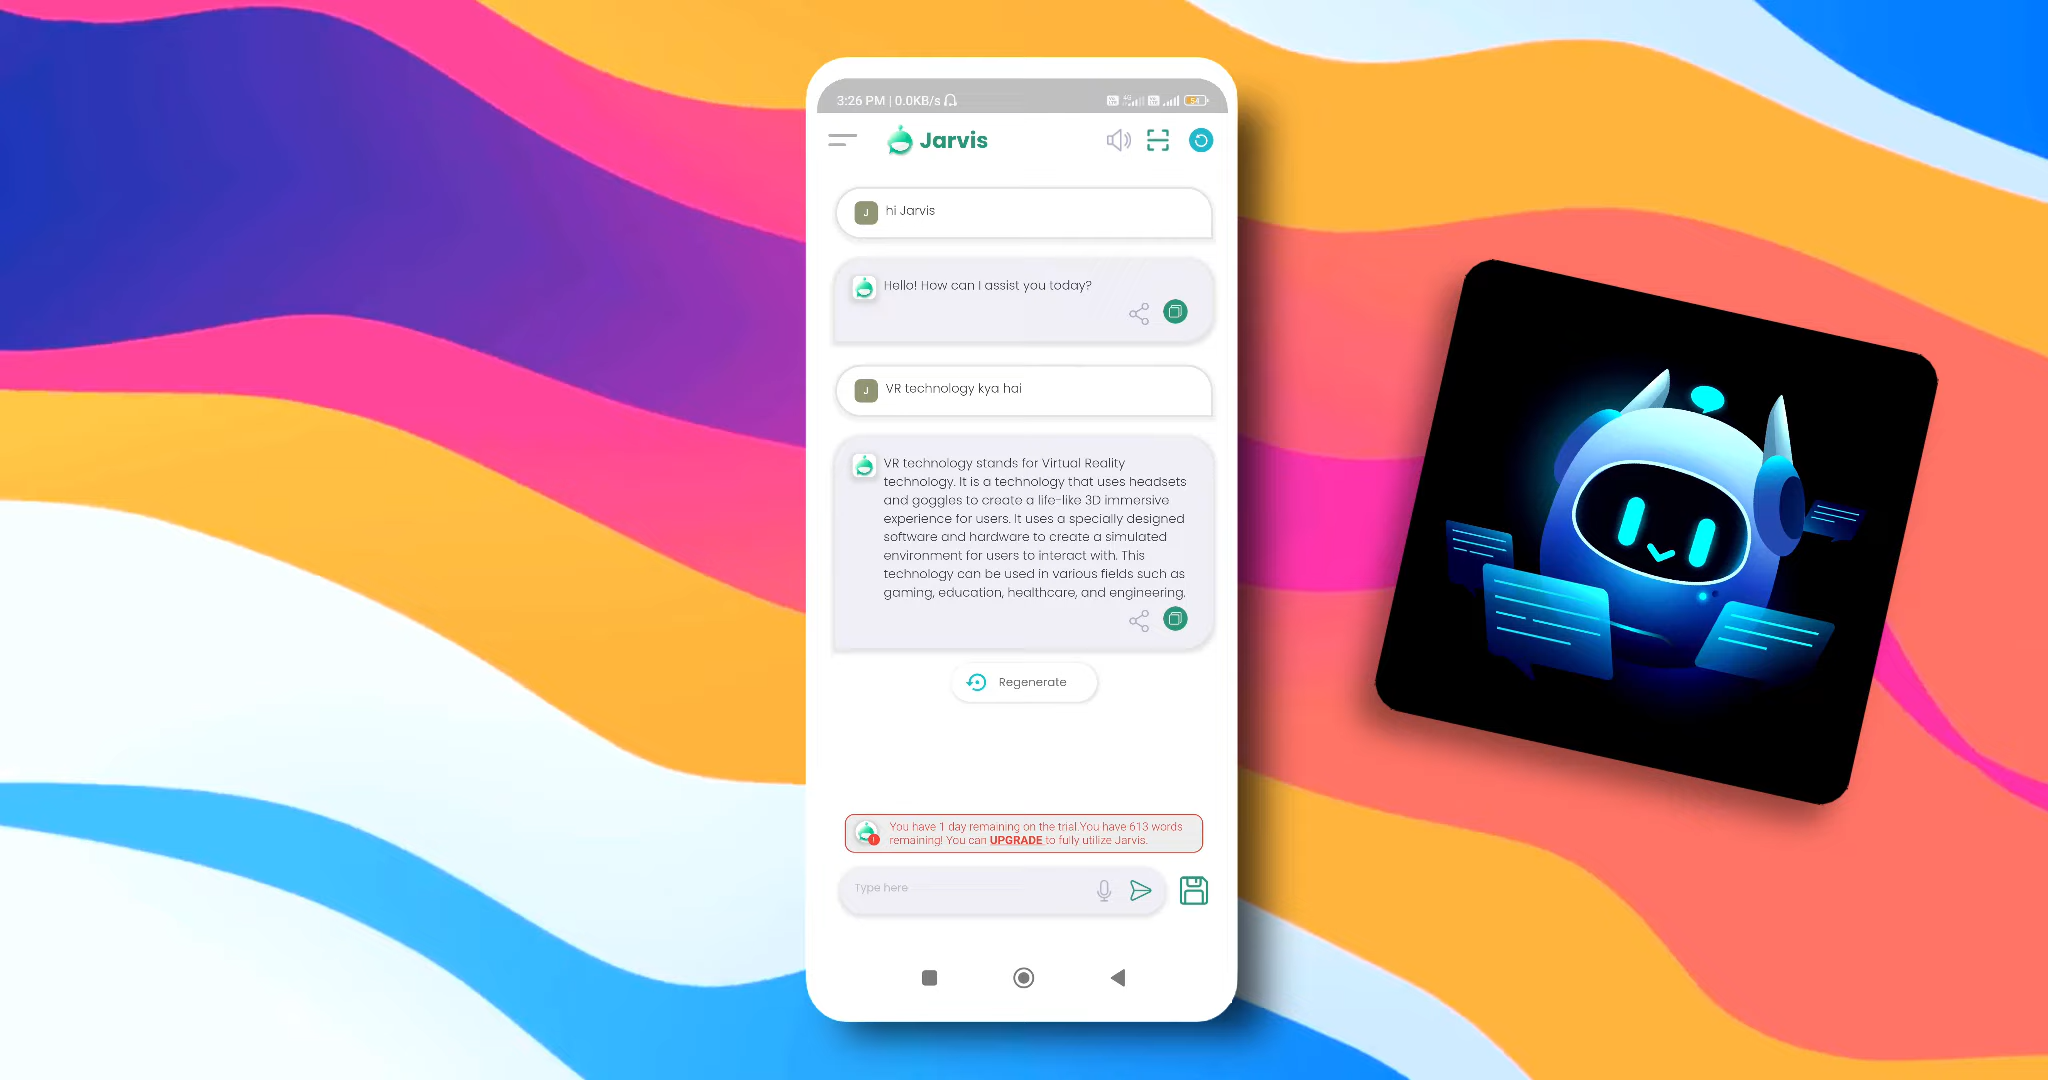 3:26 PM | 0.0KB/s
54
Jarvis
J
hi Jarvis
Hello! How can I assist you today?
J
VR technology kya hai
VR technology stands for Virtual Reality
technology. It is a technology that uses headsets
and goggles to create a life-like 3D immersive
experience for users. It uses a specially designed
software and hardware to create a simulated
environment for users to interact with. This
technology can be used in various fields such as
gaming, education, healthcare, and engineering.
Regenerate
You have 1 day remaining on the trial.You have 613 words
remaining! You can UPGRADE to fully utilize Jarvis.
Type here